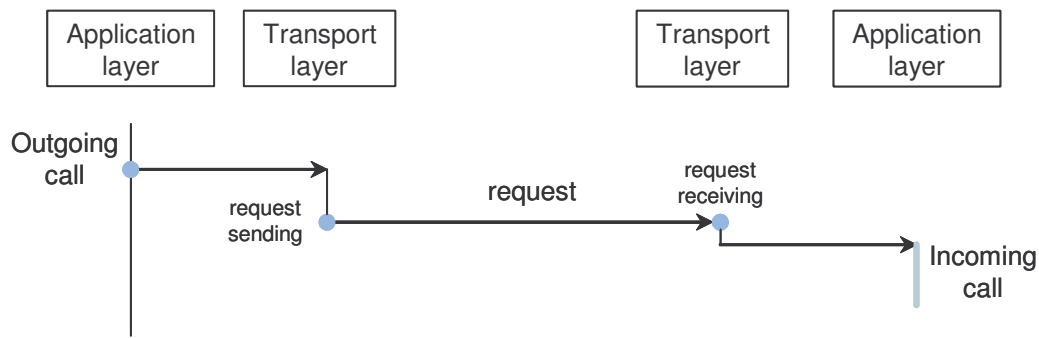 Application
layer
Transport
layer
Transport
layer
Application
layer
Outgoing
call
request
sending
request
request
receiving
Incoming
call